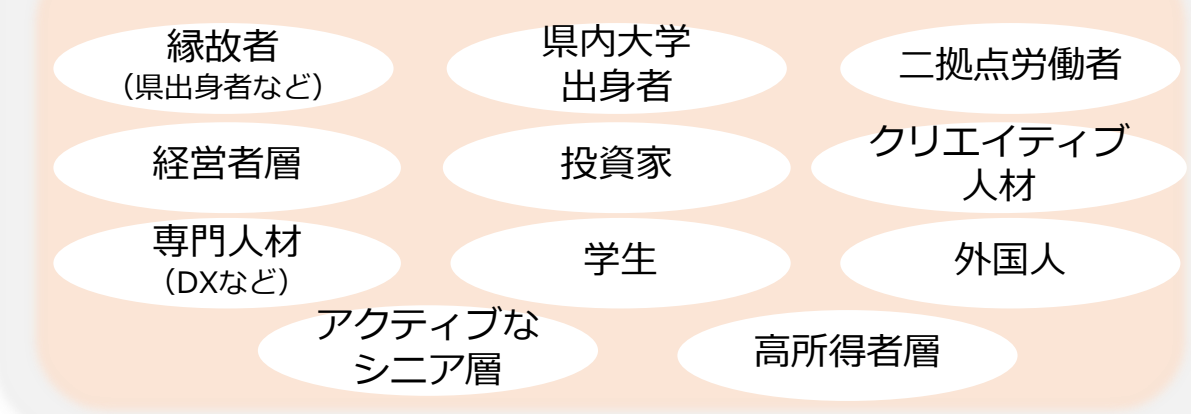 縁故者
（県出身者など）
県内大学
出身者
二拠点労働者
経営者層
投資家
クリエイティブ
人材
専門人材
（DXなど）
学生
外国人
アクティブな
シニア層
高所得者層